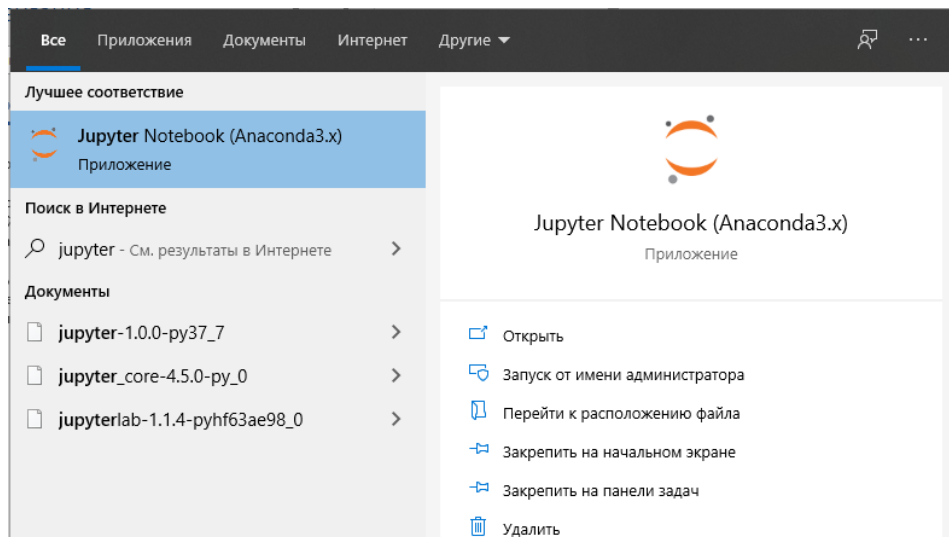 Все Приложения Документы Интернет Другие
Лучшее соответствие
Jupyter Notebook (Anaconda3.x)
Приложение
Поиск в Интернете
jupyter - См. результаты в Интернете
Документы
jupyter-1.0.0-py37_7
jupyter_core-4.5.0-py_0
jupyterlab-1.1.4-pyhf63ae98_0
Jupyter Notebook (Anaconda3.x)
Приложение
Открыть
Запуск от имени администратора
Перейти к расположению файла
Закрепить на начальном экране
Закрепить на панели задач
Удалить